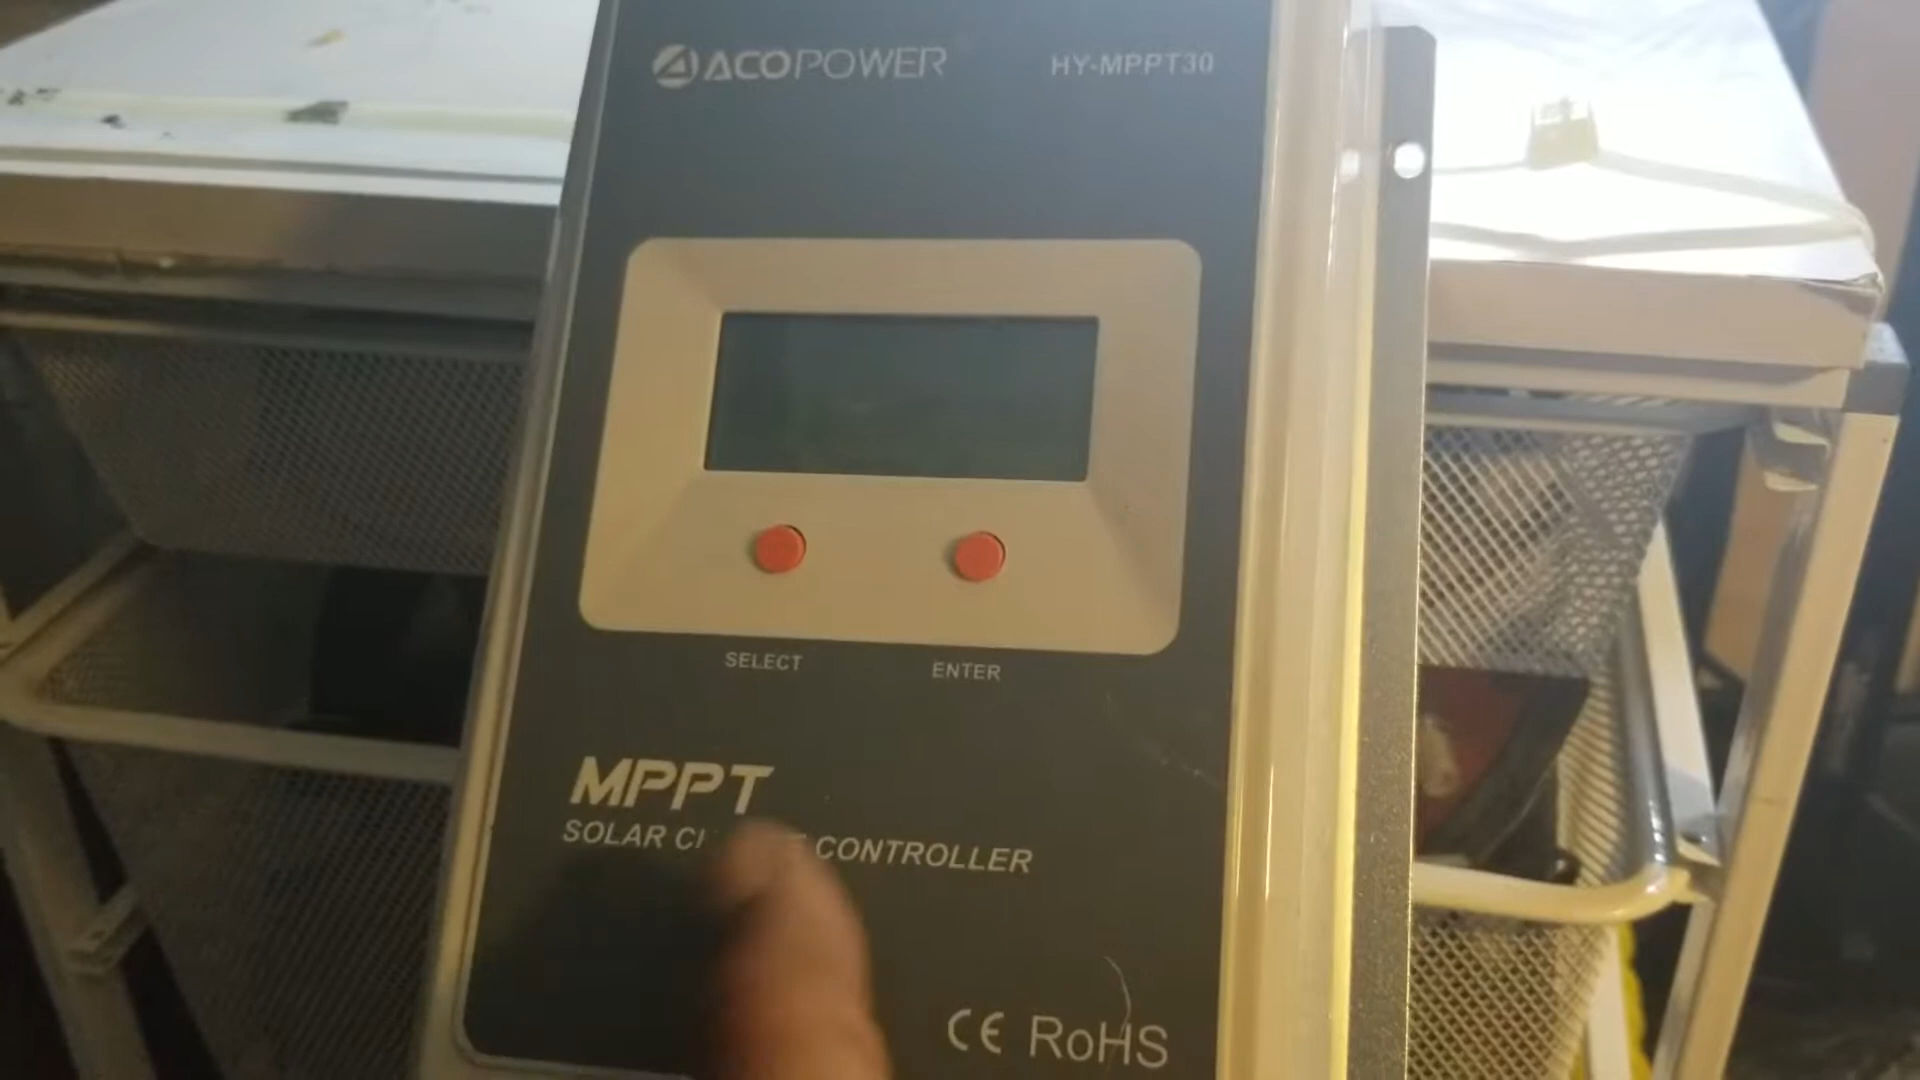 ACOPOWER HY-MPPT30
SELECT ENTER
MPPT
SOLAR CONTROLLER
CE RoHS